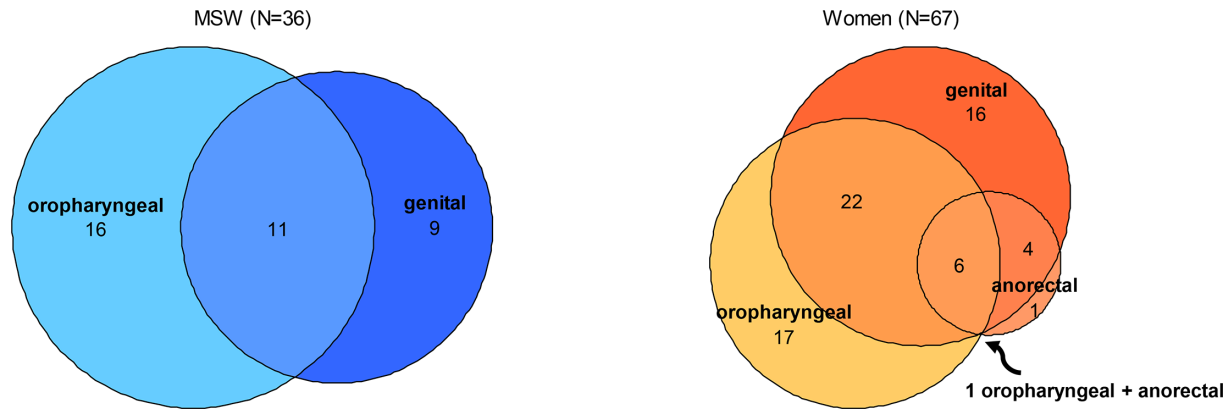 MSW (N=36)
oropharyngeal
16
11
genital
9
Women (N=67)
genital
16
22
6
4
anorectal
1
oropharyngeal
17
1 oropharyngeal + anorectal